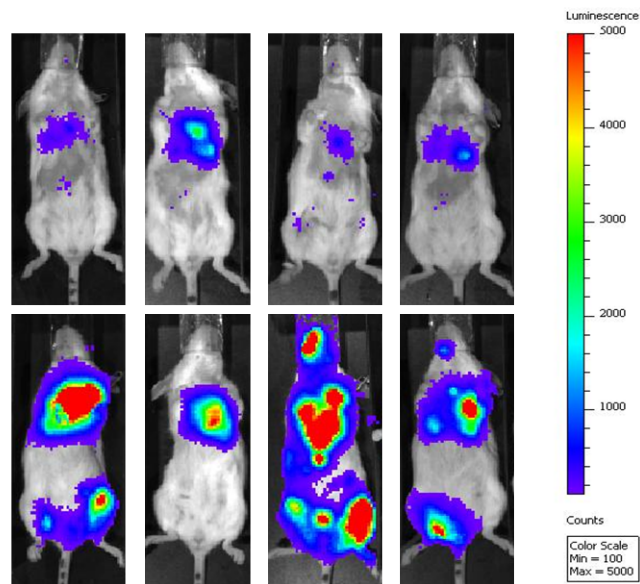 Luminescence
5000
4000
3000
2000
1000
Counts
Color Scale
Min = 100
Max = 5000